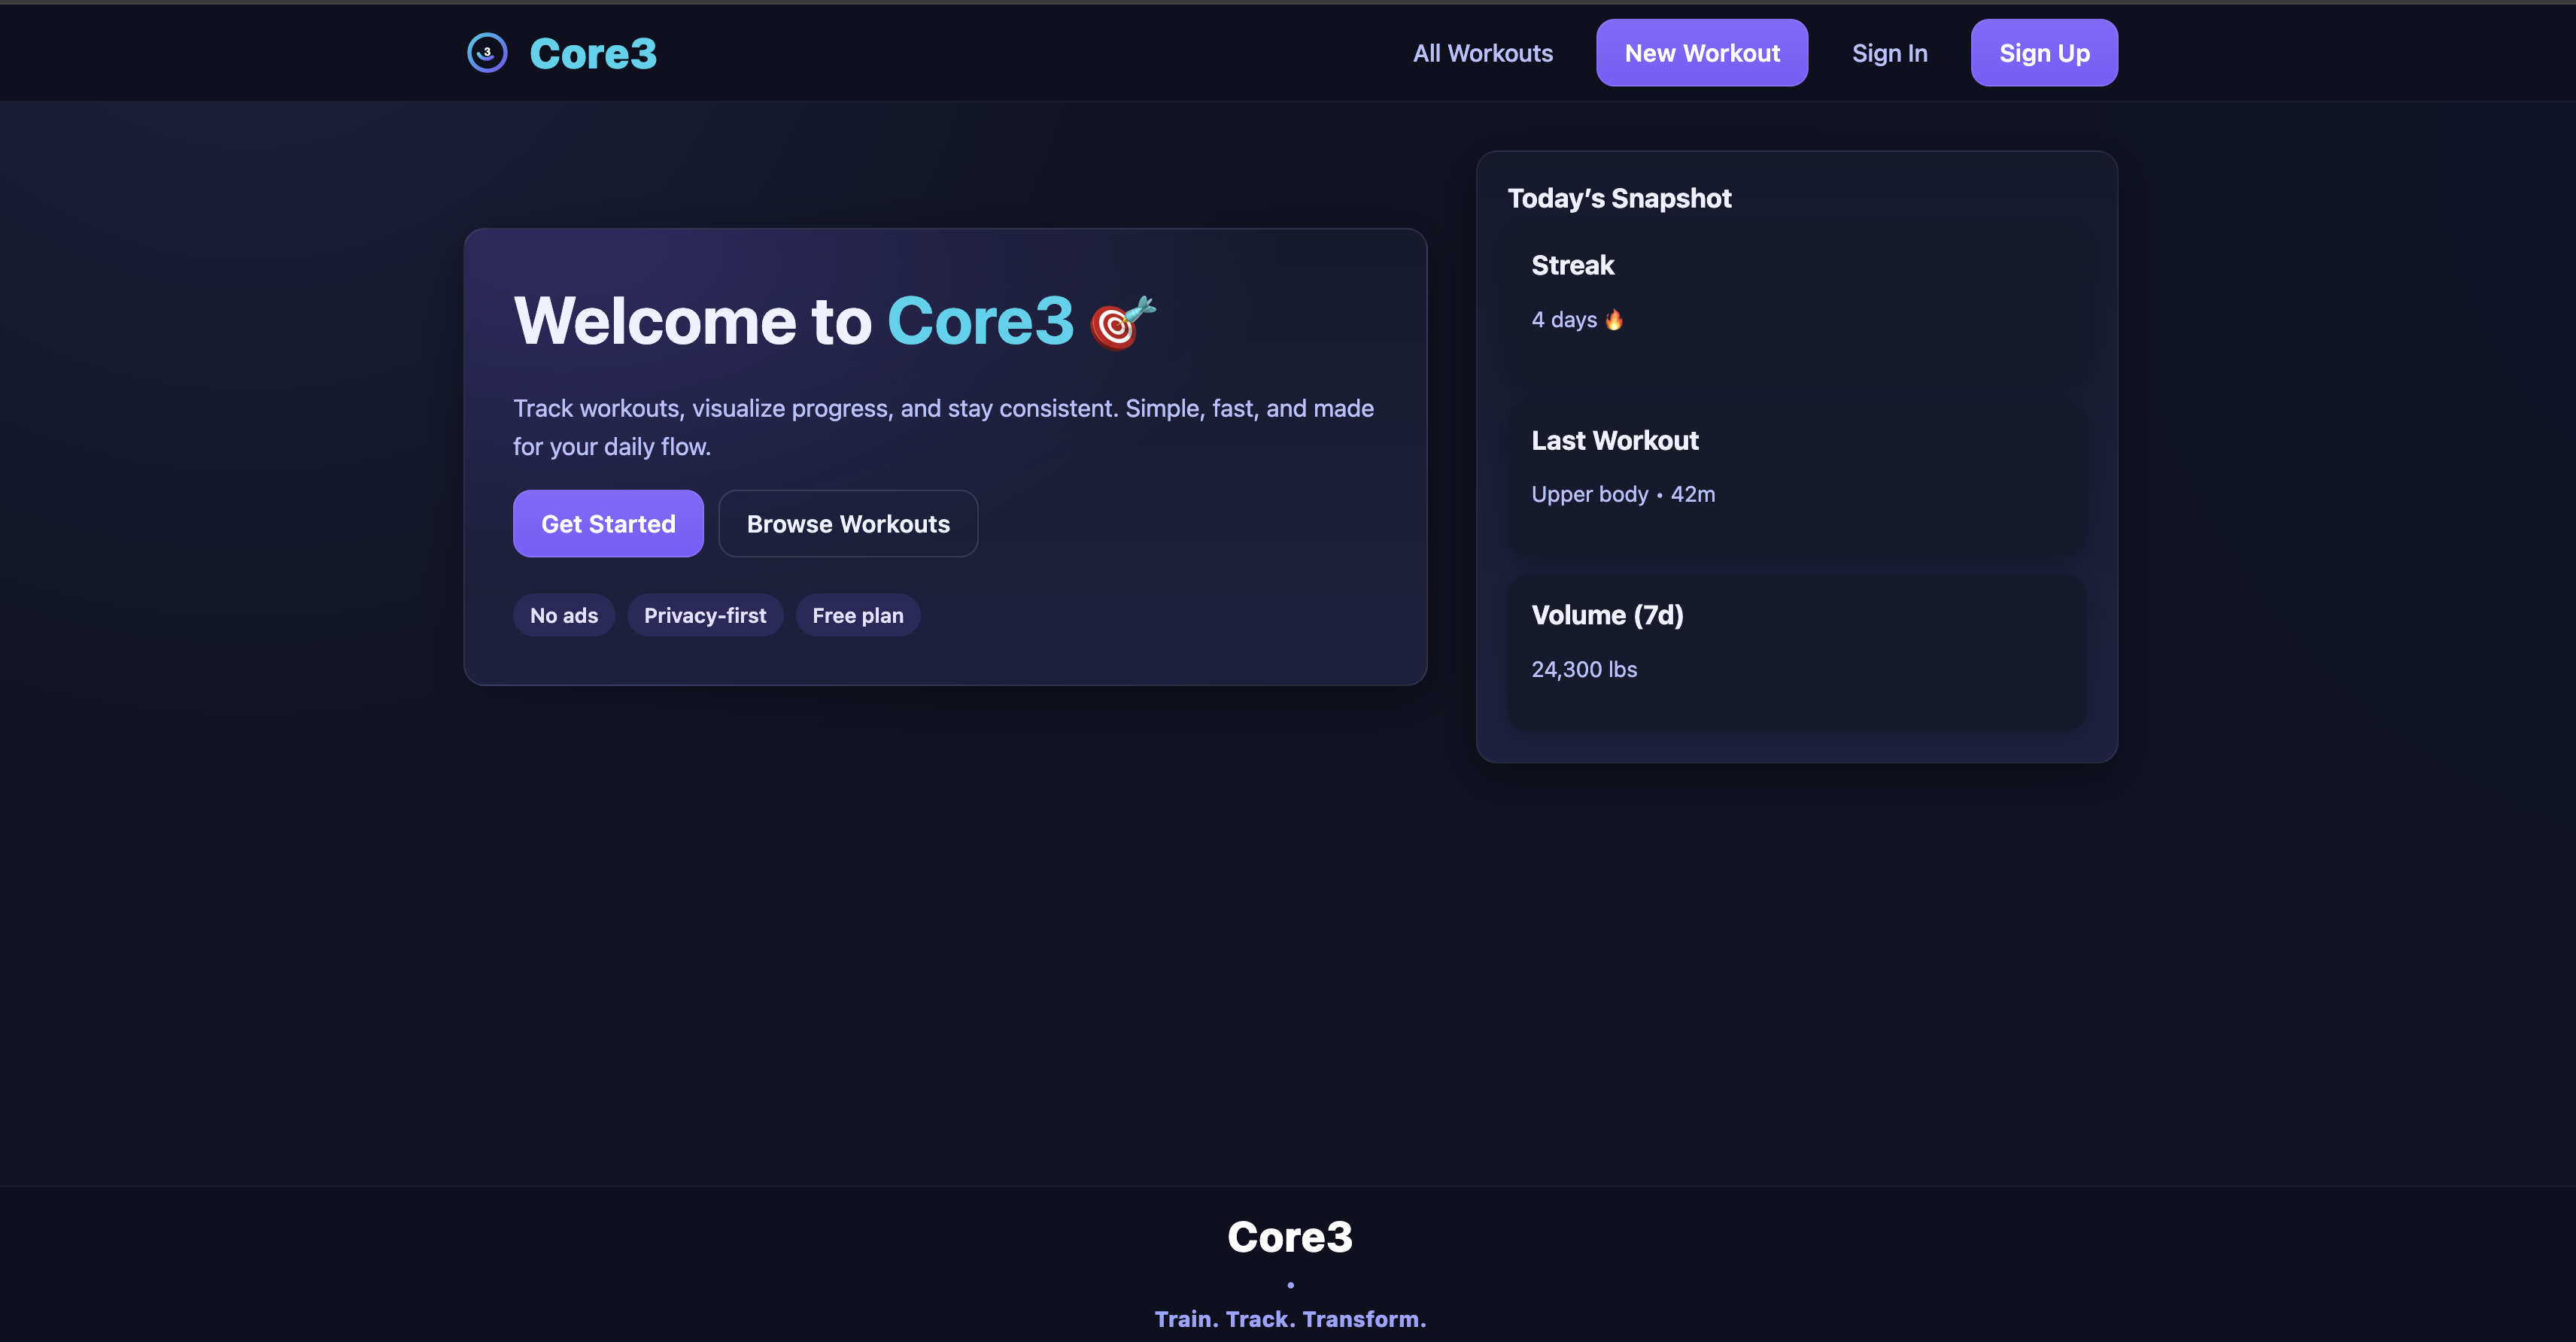 3 Core3 All Workouts New Workout Sign In Sign Up
Welcome to Core3 🎯
Track workouts, visualize progress, and stay consistent. Simple, fast, and made
for your daily flow.
Get Started Browse Workouts
No ads Privacy-first Free plan
Today’s Snapshot
Streak
4 days 🔥
Last Workout
Upper body • 42m
Volume (7d)
24,300 lbs
Core3
•
Train. Track. Transform.